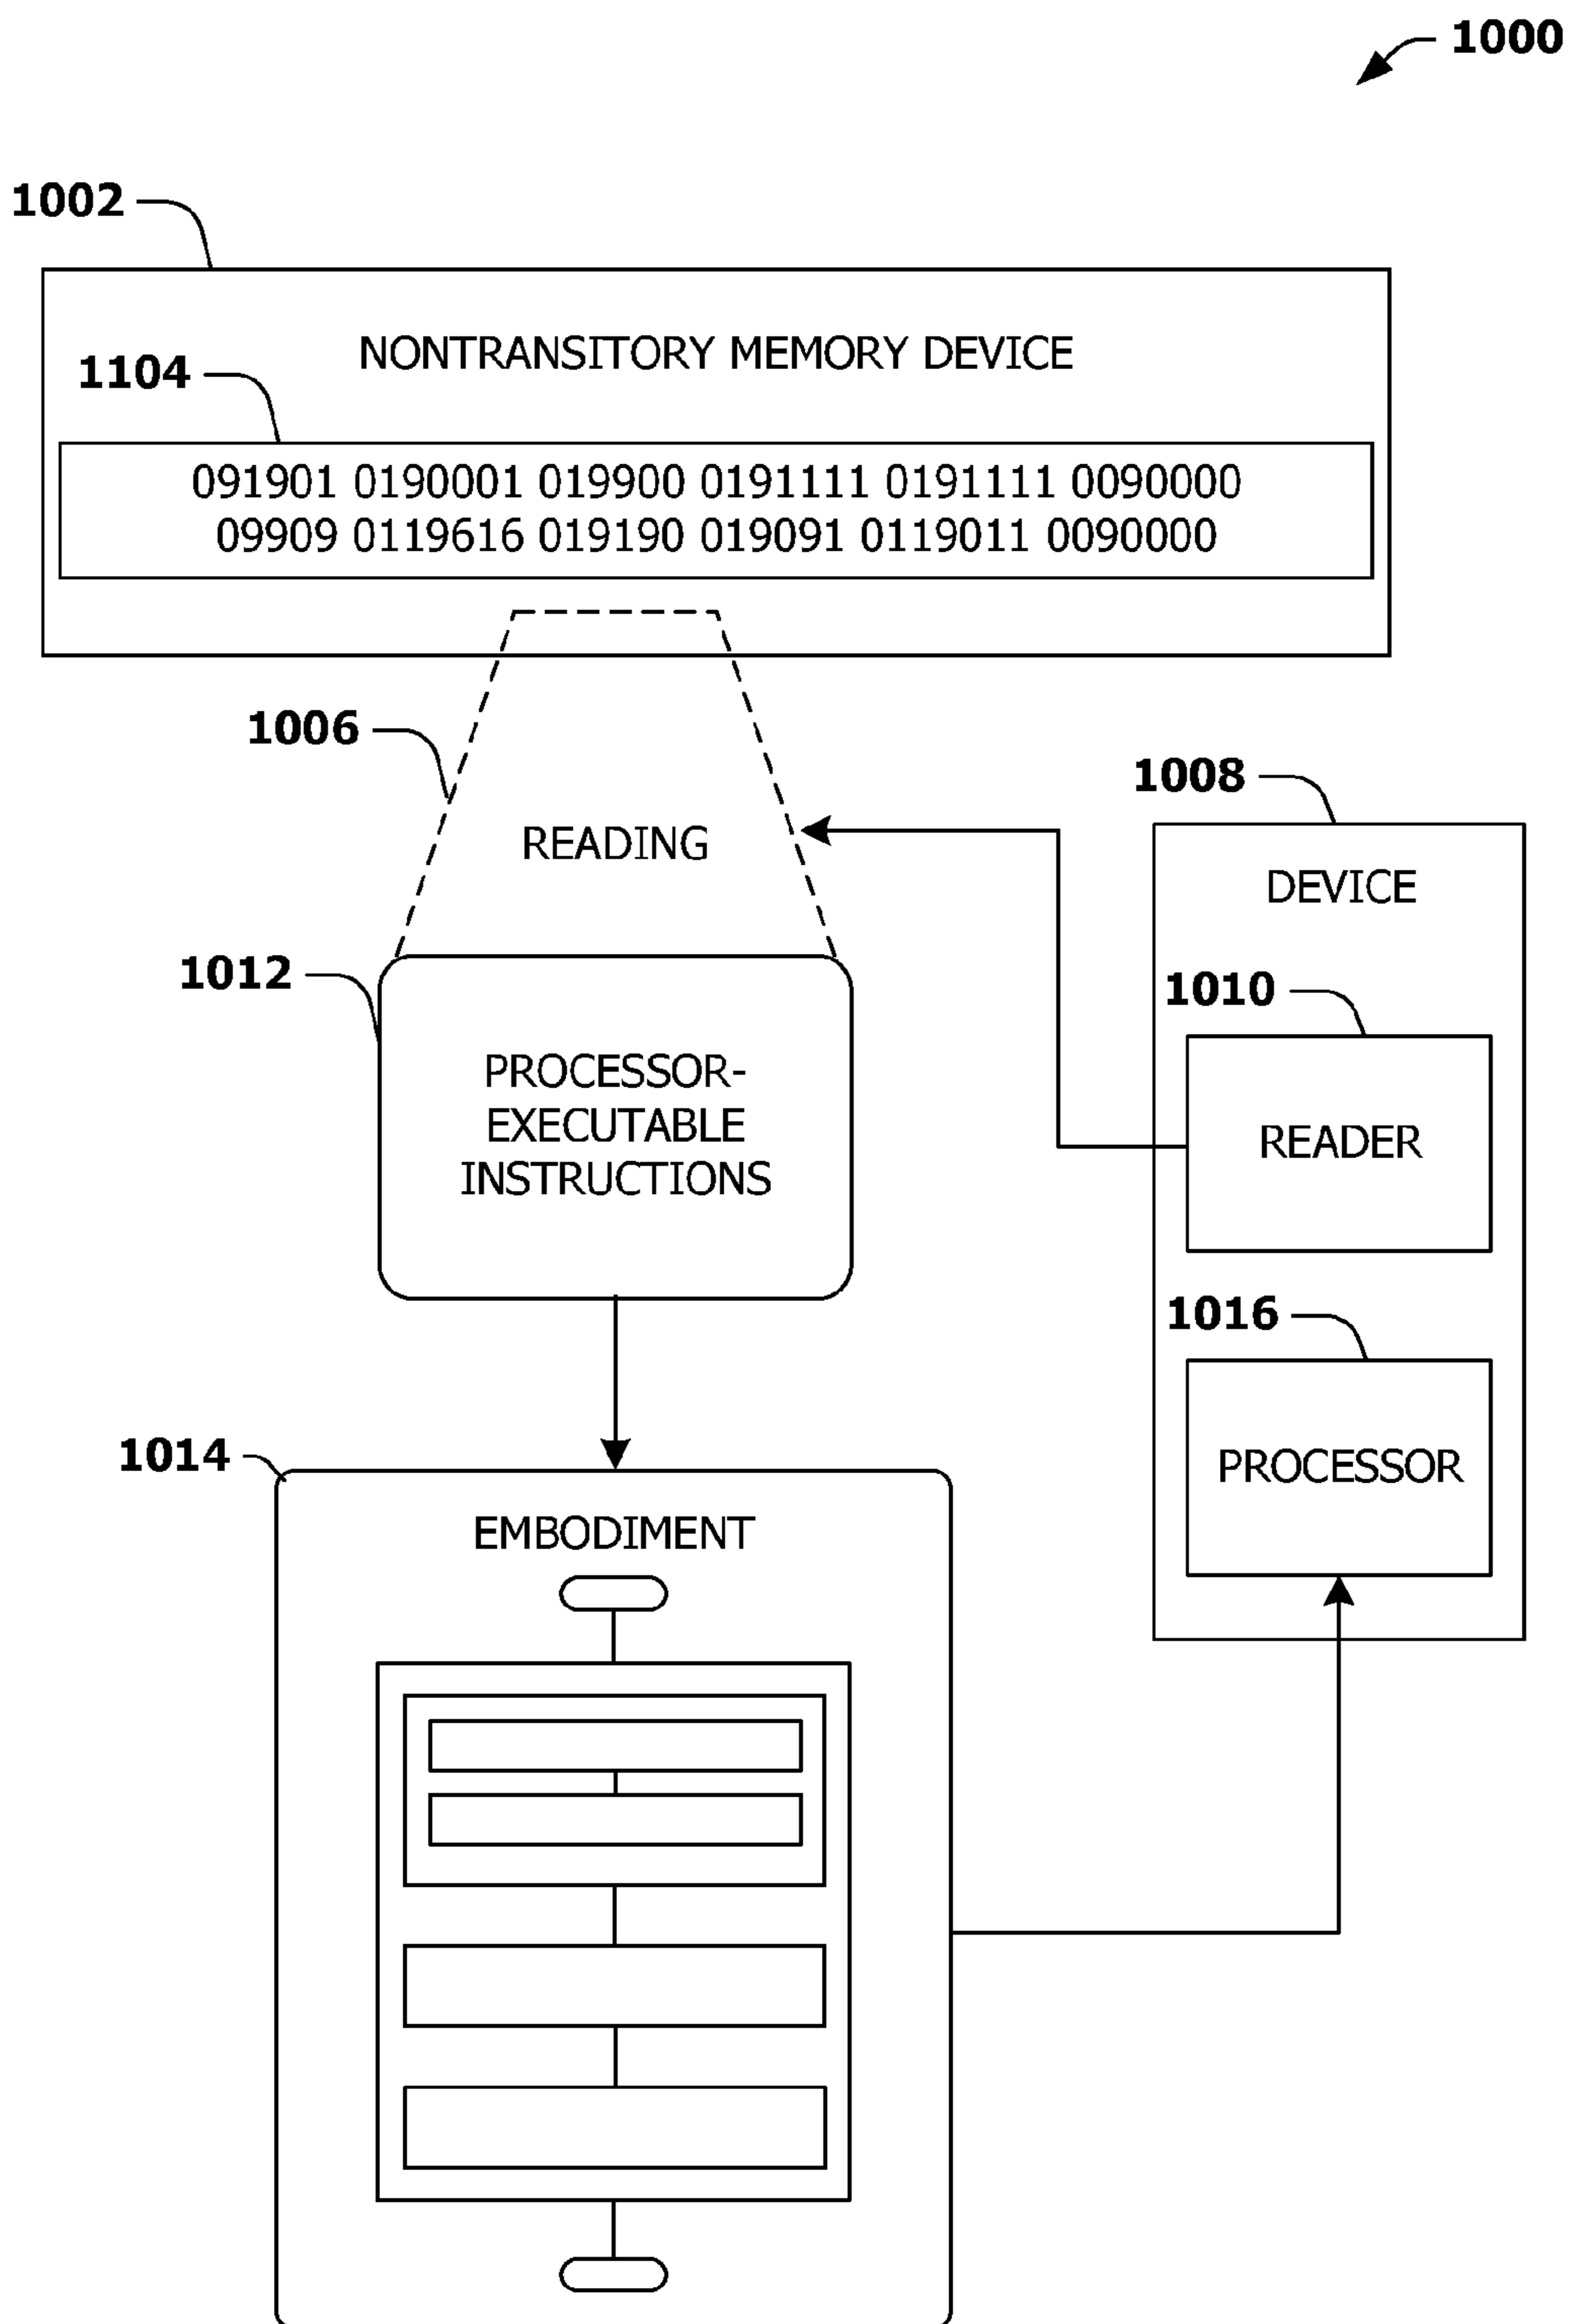 1000
1002
NONTRANSITORY MEMORY DEVICE
1104
091901 0190001 019900 0191111 0191111 0090000
09909 0119616 019190 019091 0119011 0090000
1006
READING
1008
DEVICE
1010
READER
1012
PROCESSOR-
EXECUTABLE
INSTRUCTIONS
1016
PROCESSOR
1014
EMBODIMENT